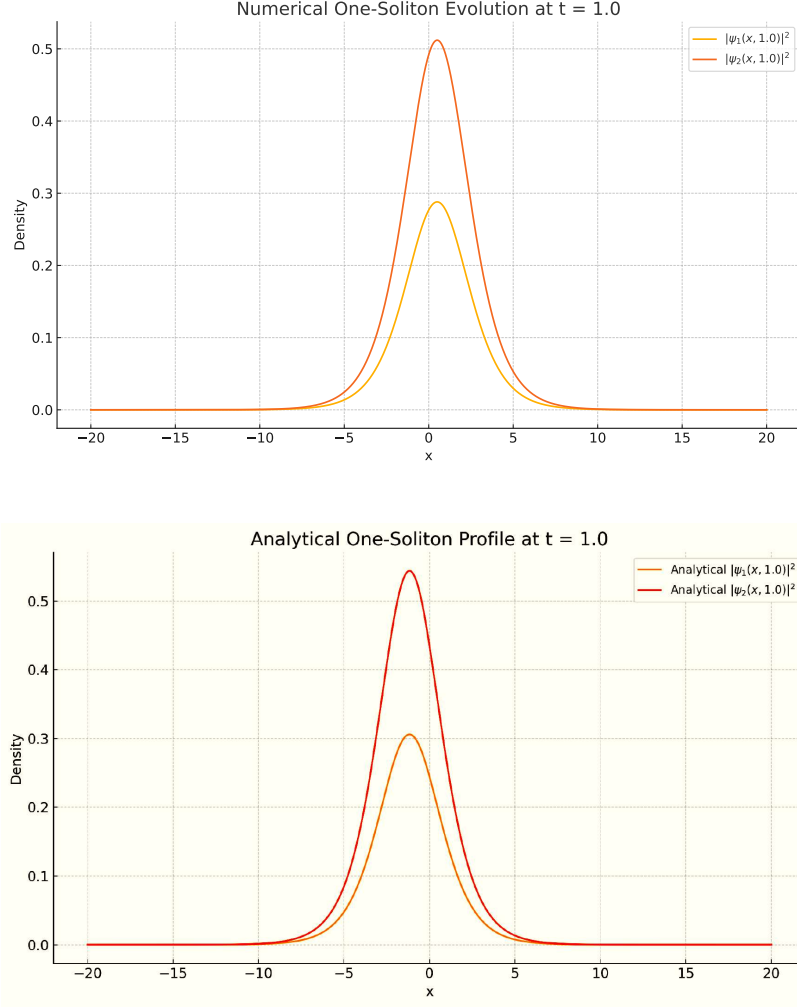 Numerical One-Soliton Evolution at t = 1.0
|ψ₁(x, 1.0)|²
|ψ₂(x, 1.0)|²
0.5
0.4
0.3
0.2
0.1
0.0
Density
−20 −15 −10 −5 0 5 10 15 20
x
Analytical One-Soliton Profile at t = 1.0
Analytical |ψ₁(x, 1.0)|²
Analytical |ψ₂(x, 1.0)|²
0.5
0.4
0.3
0.2
0.1
0.0
Density
−20 −15 −10 −5 0 5 10 15 20
x